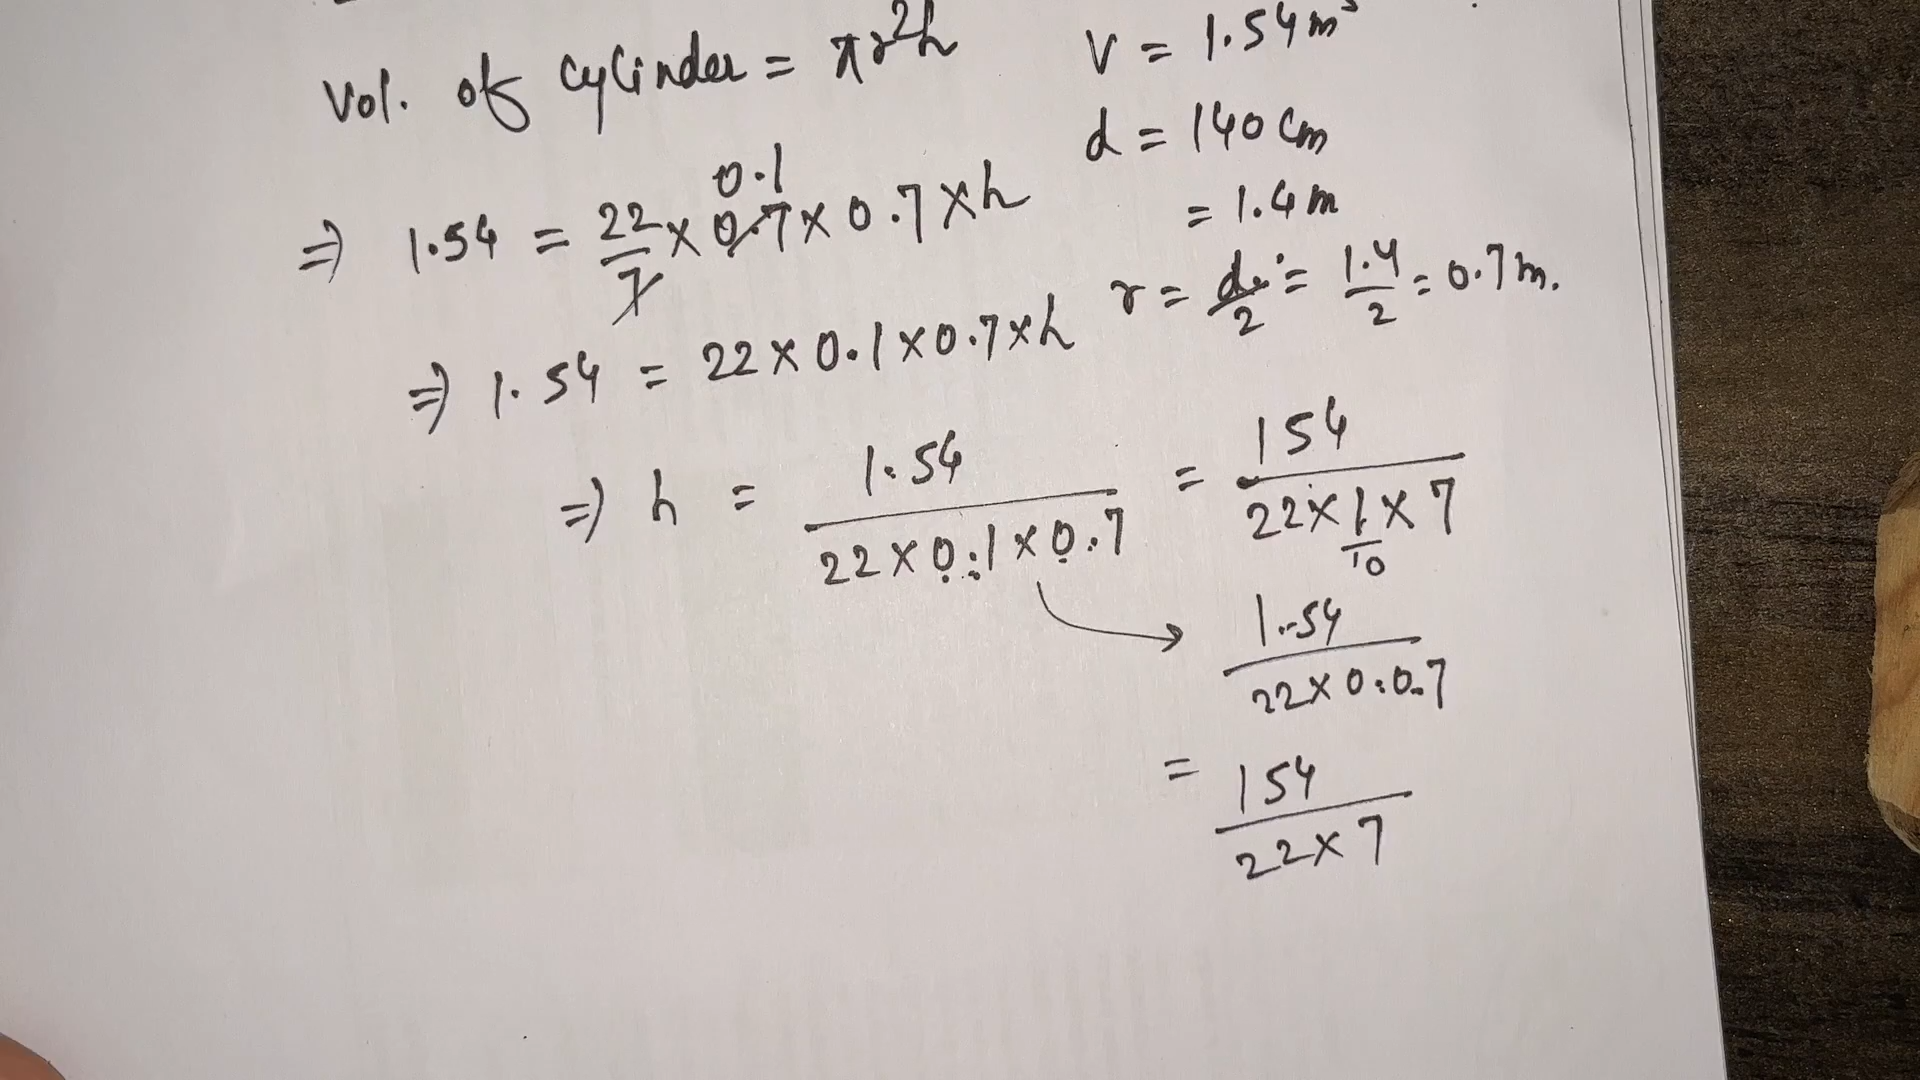 Vol. of cylinder = πr²h
V = 1.54 m³
d = 140 cm
= 1.4 m
r = d/2 = 1.4/2 = 0.7 m.
0.1
⇒ 1.54 = 22/7 × 0.7 × 0.7 × h
⇒ 1.54 = 22 × 0.1 × 0.7 × h
⇒ h = 1.54/(22 × 0.1 × 0.7) = 154/(22 × 1/10 × 7)
1.54/(22 × 0.0.7)
= 154/(22 × 7)